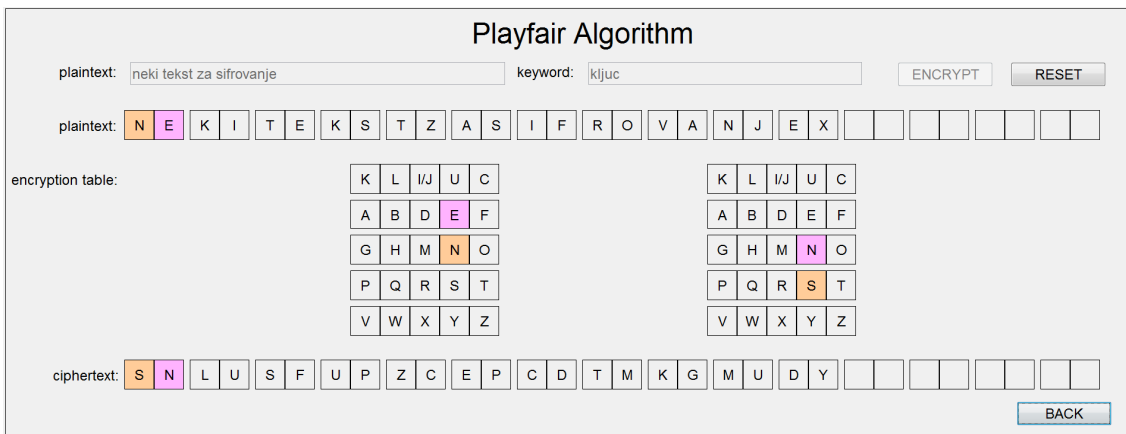 Playfair Algorithm
plaintext: neki tekst za sifrovanje keyword: kljuc ENCRYPT RESET
plaintext: N E K I T E K S T Z A S I F R O V A N J E X
encryption table:
K L I/J U C K L I/J U C
A B D E F A B D E F
G H M N O G H M N O
P Q R S T P Q R S T
V W X Y Z V W X Y Z
ciphertext: S N L U S F U P Z C E P C D T M K G M U D Y
BACK